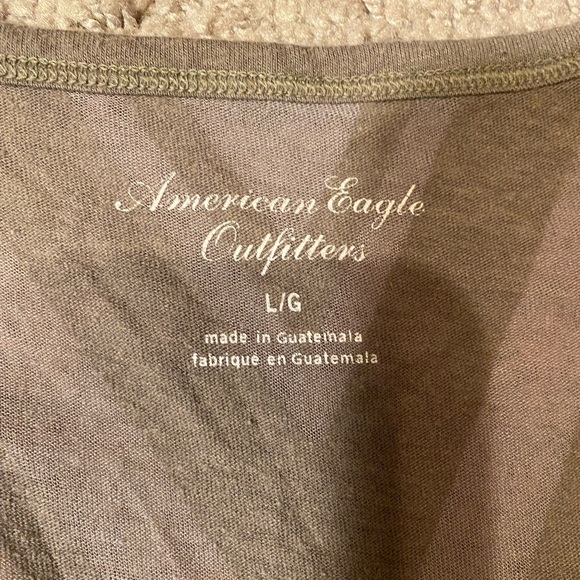 American Eagle
Outfitters
L/G
made in Guatemala
fabrique en Guatemala